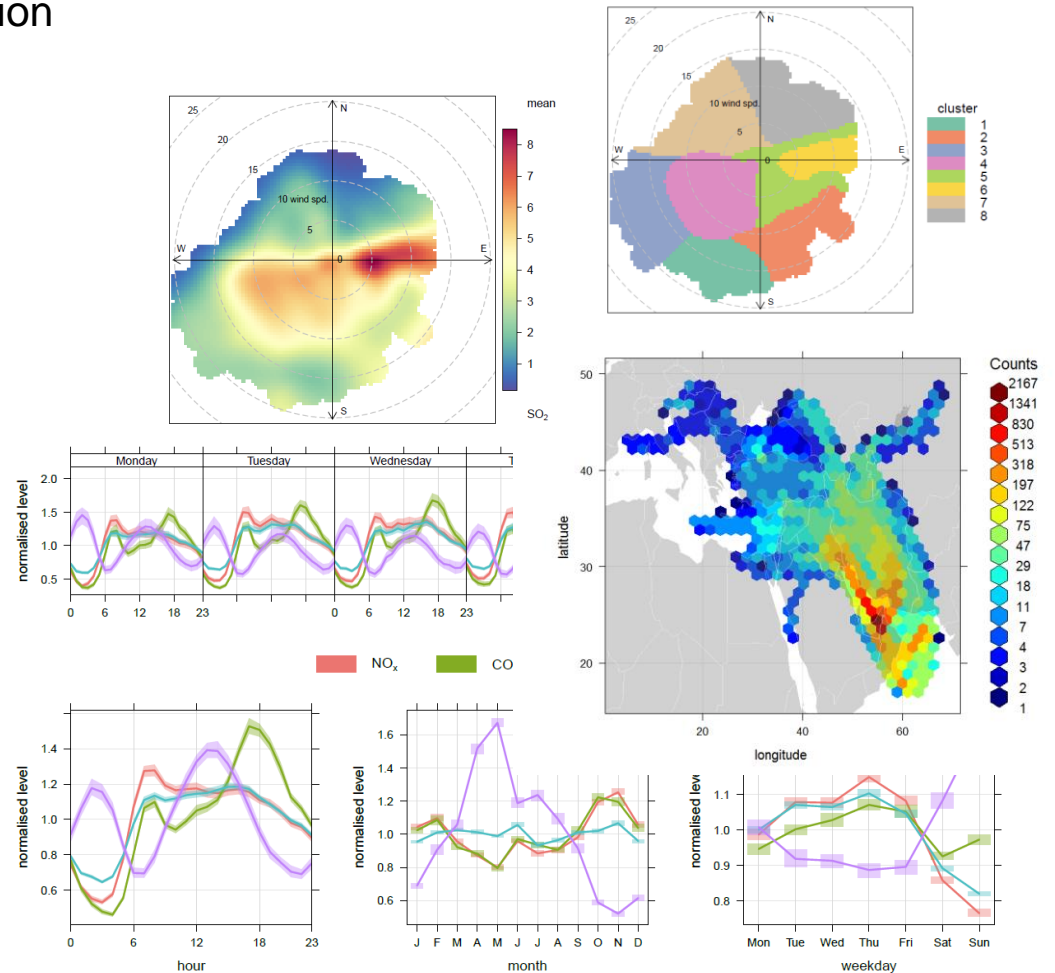 ion
mean
25
20
15
10 wind spd.
5
0
N
W
E
S
8
7
6
5
4
3
2
1
SO2
25
20
15
10 wind spd.
5
0
N
W
E
S
cluster
1
2
3
4
5
6
7
8
Monday
Tuesday
Wednesday
normalised level
2.0
1.5
1.0
0.5
0 6 12 18 23
0 6 12 18 23
NOx CO
latitude
50
40
30
20
20 40 60
longitude
Counts
2167
1341
830
513
318
197
122
75
47
29
18
11
7
4
3
2
1
normalised level
1.4
1.2
1.0
0.8
0.6
0 6 12 18 23
hour
normalised level
1.6
1.4
1.2
1.0
0.8
0.6
J F M A M J J A S O N D
month
normalised lev
1.1
1.0
0.9
0.8
Mon Tue Wed Thu Fri Sat Sun
weekday